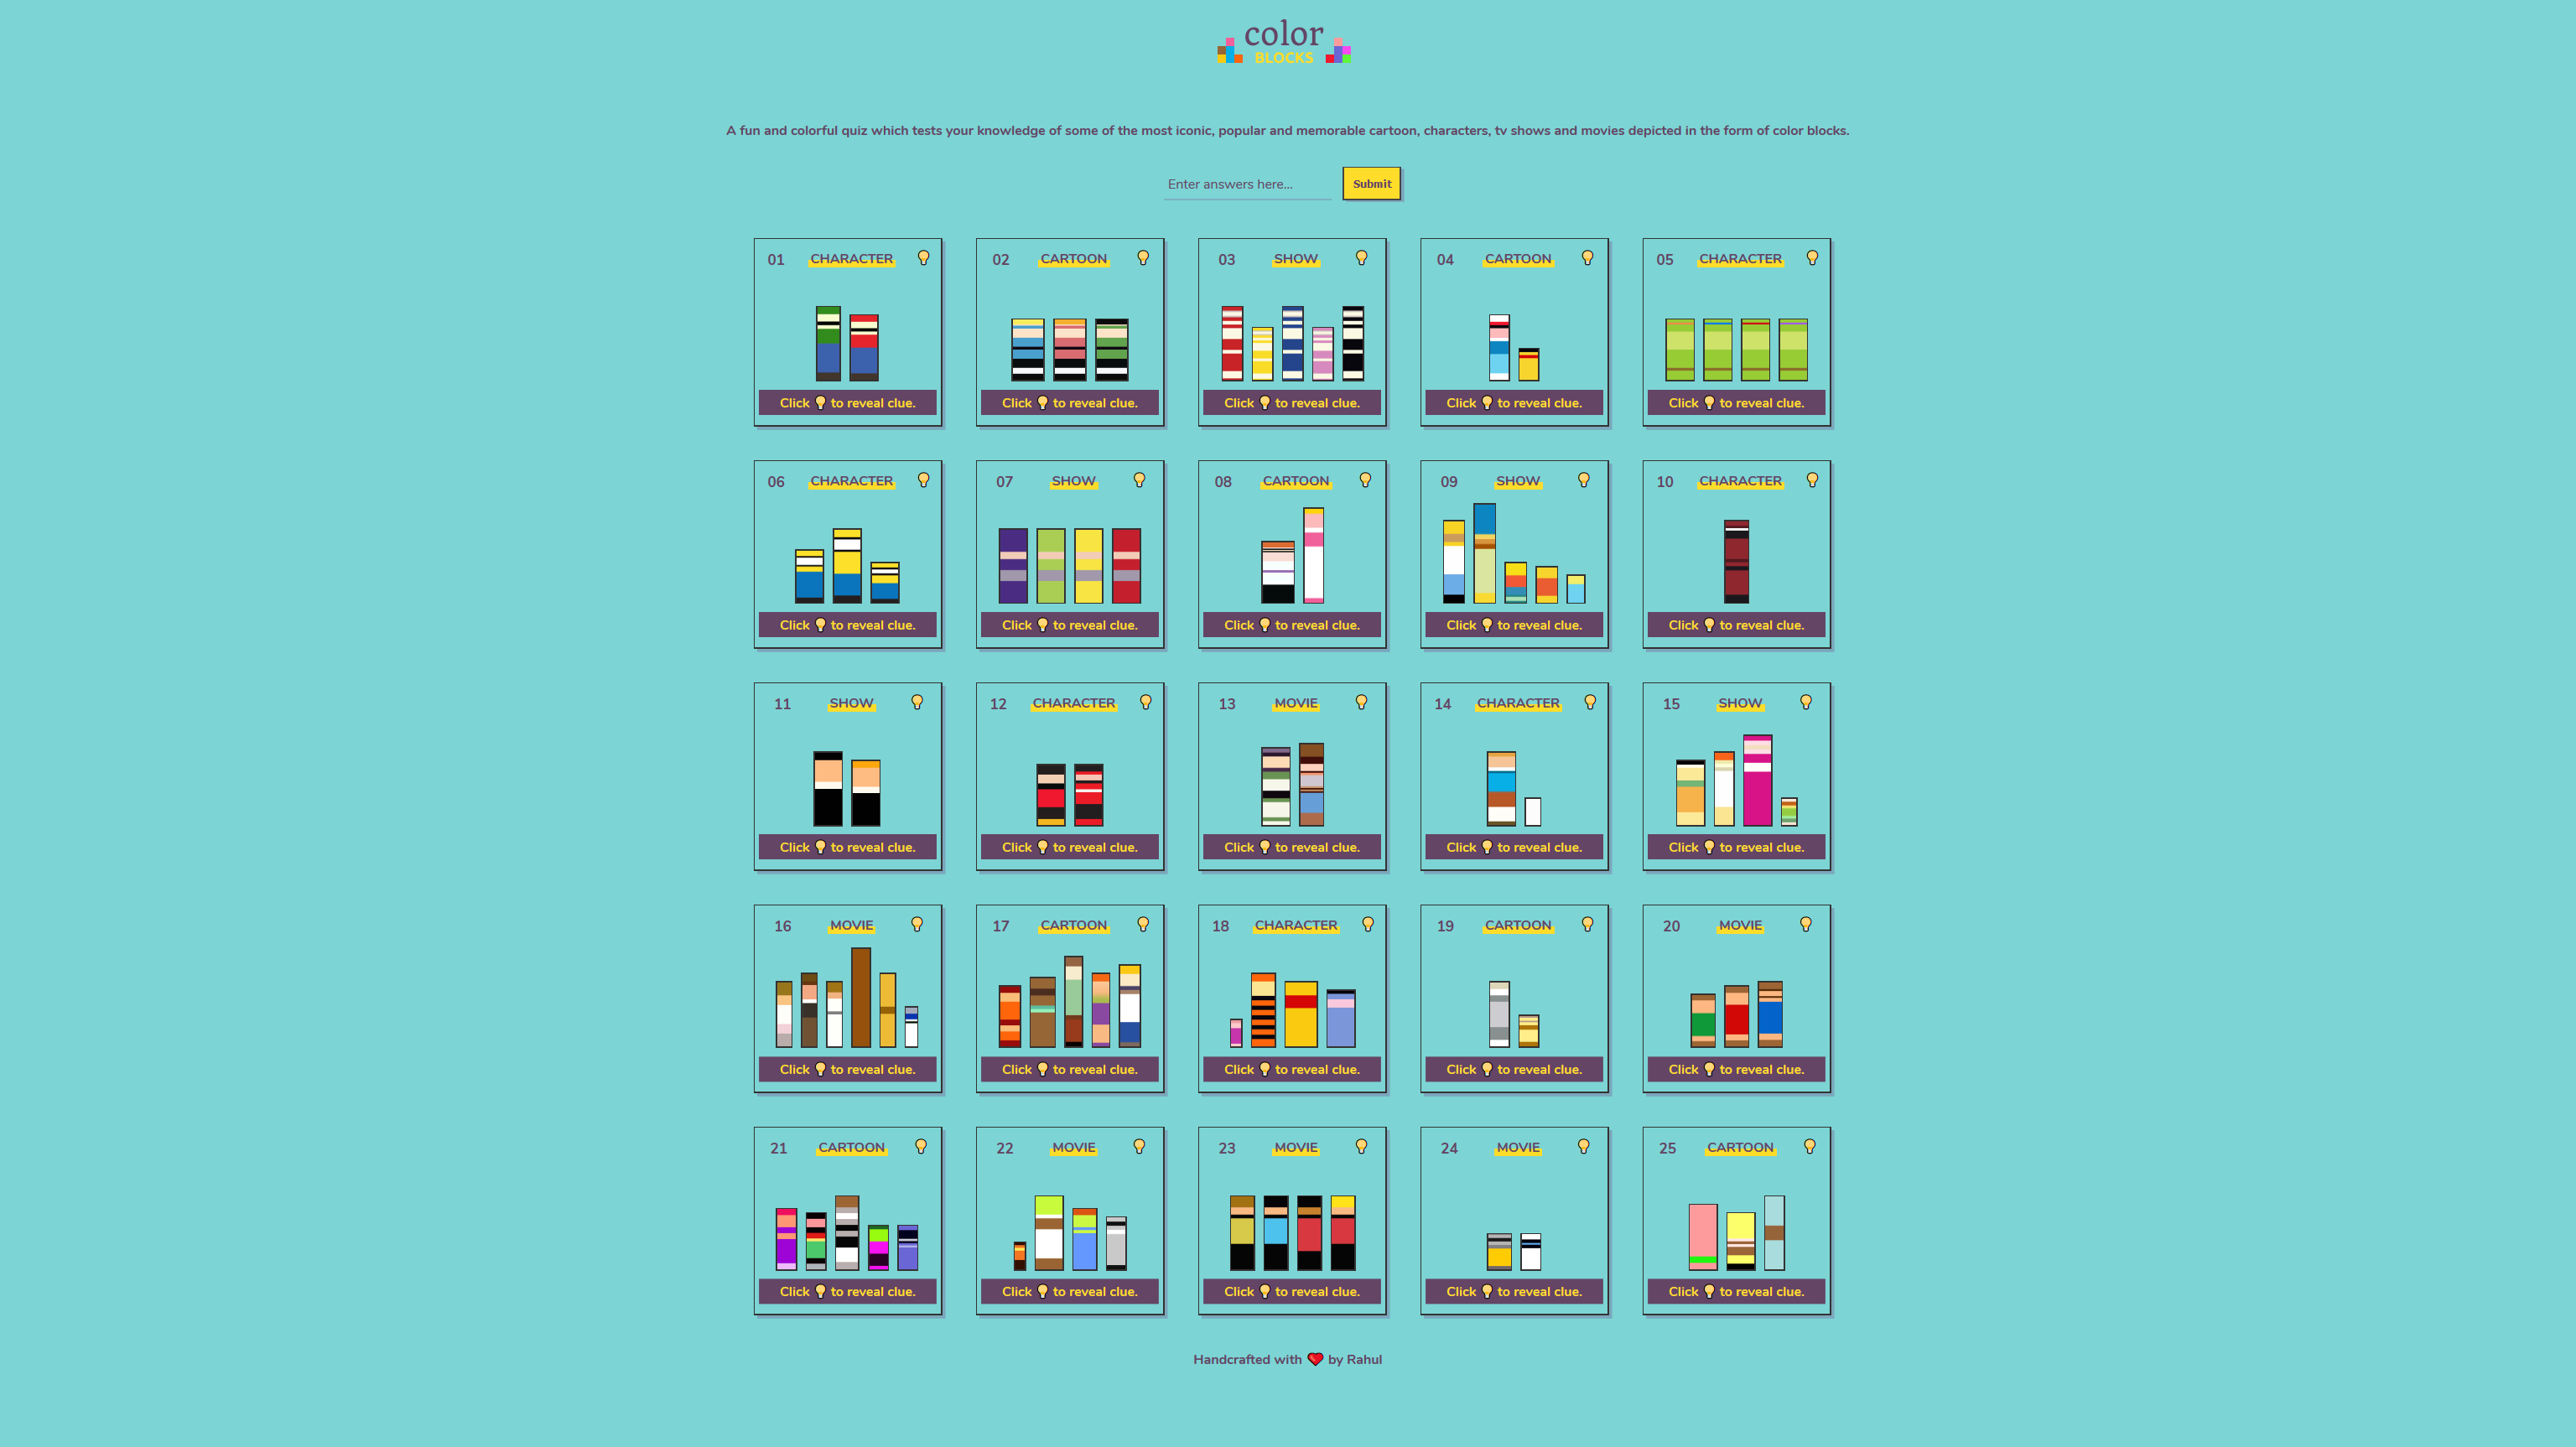 color
BLOCKS
A fun and colorful quiz which tests your knowledge of some of the most iconic, popular and memorable cartoon, characters, tv shows and movies depicted in the form of color blocks.
Enter answers here... Submit
01 CHARACTER 02 CARTOON 03 SHOW 04 CARTOON 05 CHARACTER
Click to reveal clue. Click to reveal clue. Click to reveal clue. Click to reveal clue. Click to reveal clue.
06 CHARACTER 07 SHOW 08 CARTOON 09 SHOW 10 CHARACTER
Click to reveal clue. Click to reveal clue. Click to reveal clue. Click to reveal clue. Click to reveal clue.
11 SHOW 12 CHARACTER 13 MOVIE 14 CHARACTER 15 SHOW
Click to reveal clue. Click to reveal clue. Click to reveal clue. Click to reveal clue. Click to reveal clue.
16 MOVIE 17 CARTOON 18 CHARACTER 19 CARTOON 20 MOVIE
Click to reveal clue. Click to reveal clue. Click to reveal clue. Click to reveal clue. Click to reveal clue.
21 CARTOON 22 MOVIE 23 MOVIE 24 MOVIE 25 CARTOON
Click to reveal clue. Click to reveal clue. Click to reveal clue. Click to reveal clue. Click to reveal clue.
Handcrafted with by Rahul